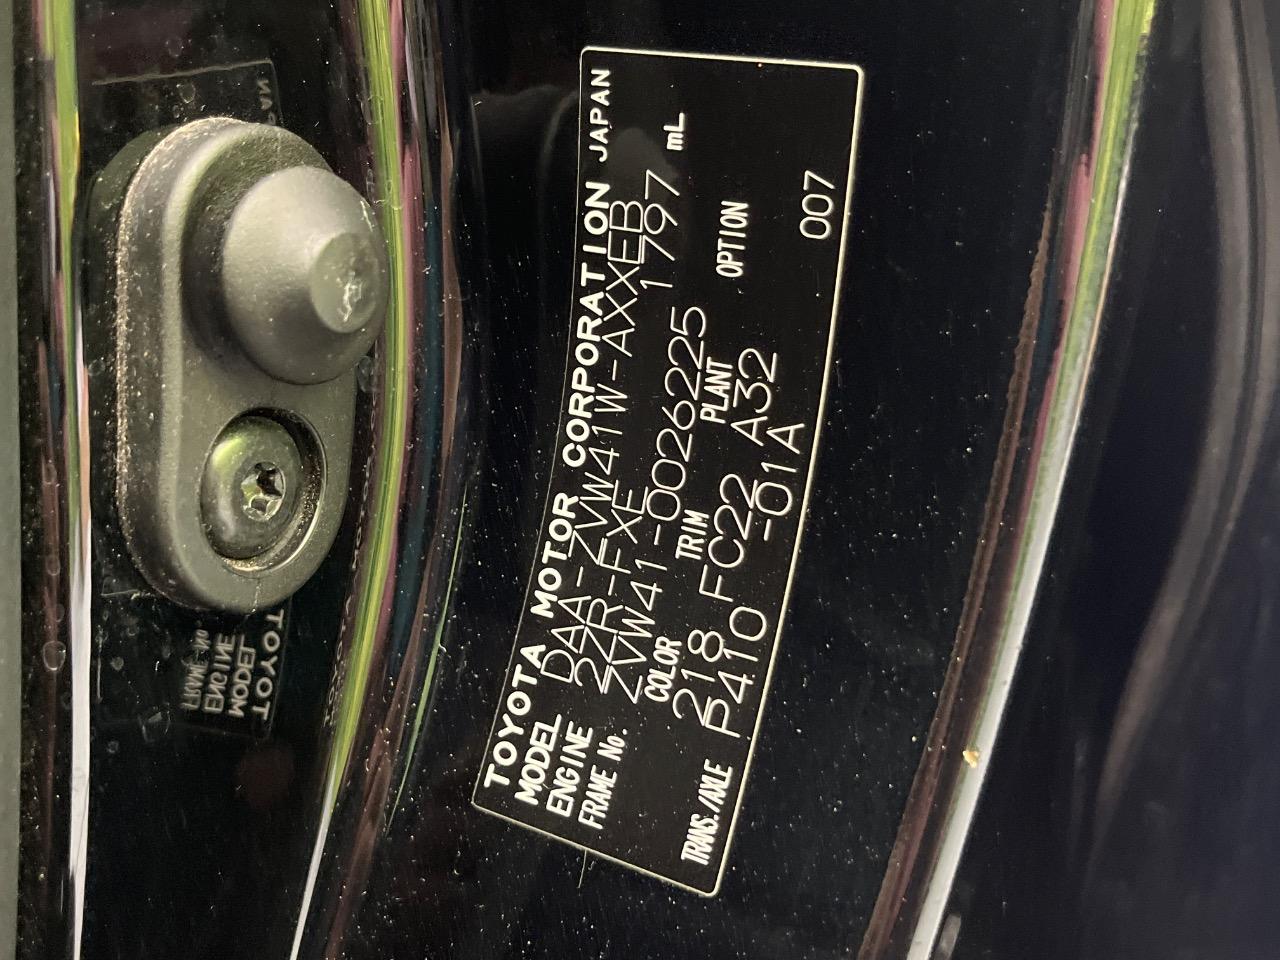 TOYOTA MOTOR CORPORATION JAPAN
MODEL DAA-ZVW41W-AXXEB
ENGINE 2ZR-FXE 1797 mL
FRAME No. ZVW41-0026225
COLOR TRIM PLANT OPTION
218 FC22 A32
TRANS./AXLE P410 -01A
007
TOYOT
MODEL
ENGINE
FRAME No.